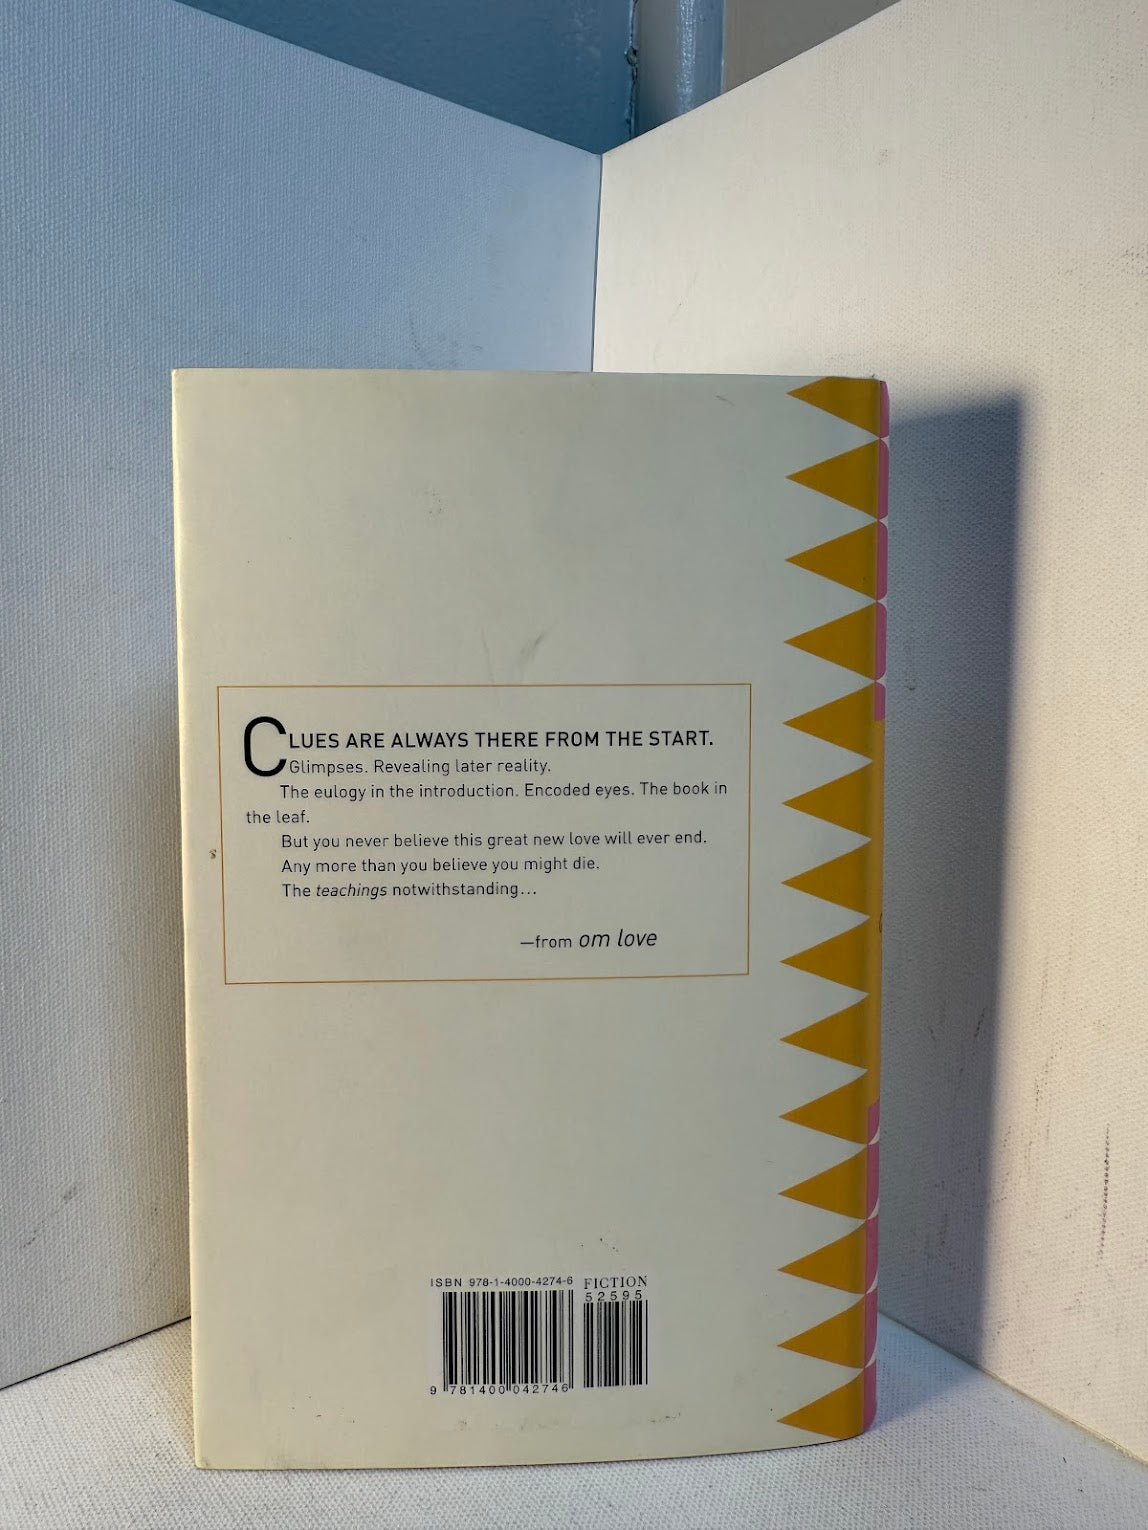 CLUES ARE ALWAYS THERE FROM THE START.
Glimpses. Revealing later reality.
The eulogy in the introduction. Encoded eyes. The book in
the leaf.
But you never believe this great new love will ever end.
Any more than you believe you might die.
The teachings notwithstanding...
—from om love
ISBN 978-1-4000-4274-6 FICTION
52595
9 781400 042746